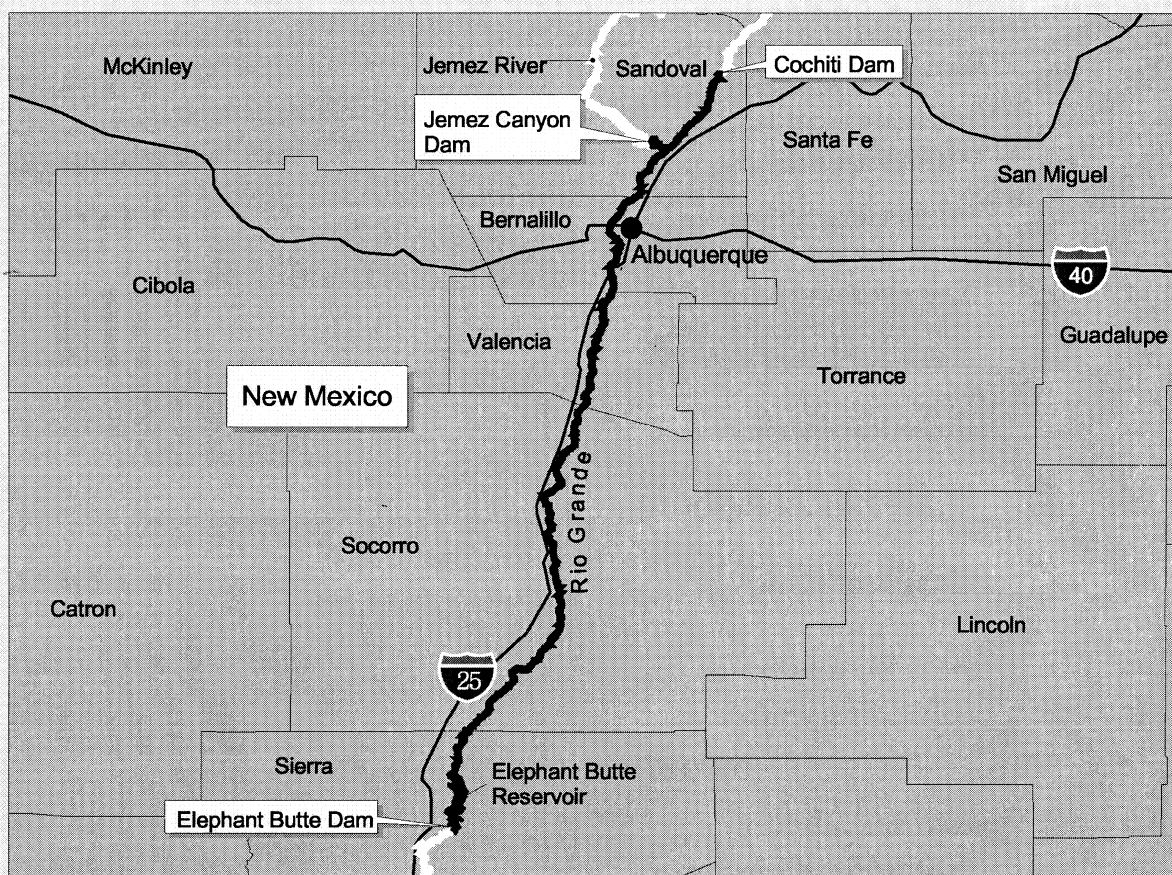 McKinley
Jemez River
Sandoval
Cochiti Dam
Jemez Canyon
Dam
Santa Fe
San Miguel
Bernalillo
Albuquerque
40
Cibola
Valencia
Guadalupe
Torrance
New Mexico
Rio Grande
Socorro
Catron
Lincoln
25
Sierra
Elephant Butte
Reservoir
Elephant Butte Dam